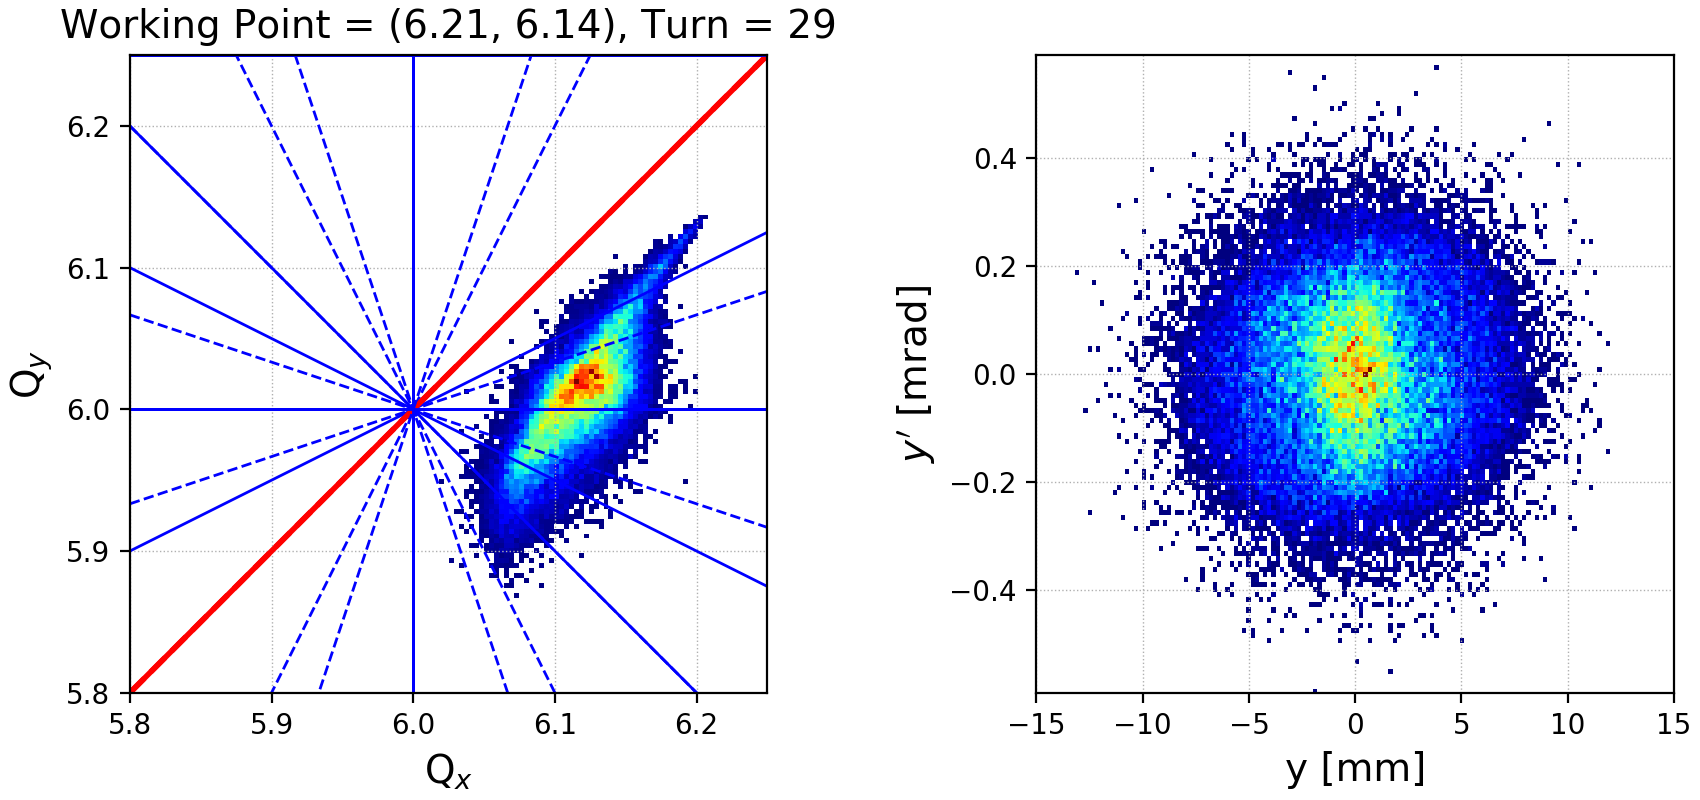 Working Point = (6.21, 6.14), Turn = 29
6.2
6.1
6.0
5.9
5.8
5.8 5.9 6.0 6.1 6.2
Qy
Qx
0.4
0.2
0.0
−0.2
−0.4
−15 −10 −5 0 5 10 15
y′ [mrad]
y [mm]